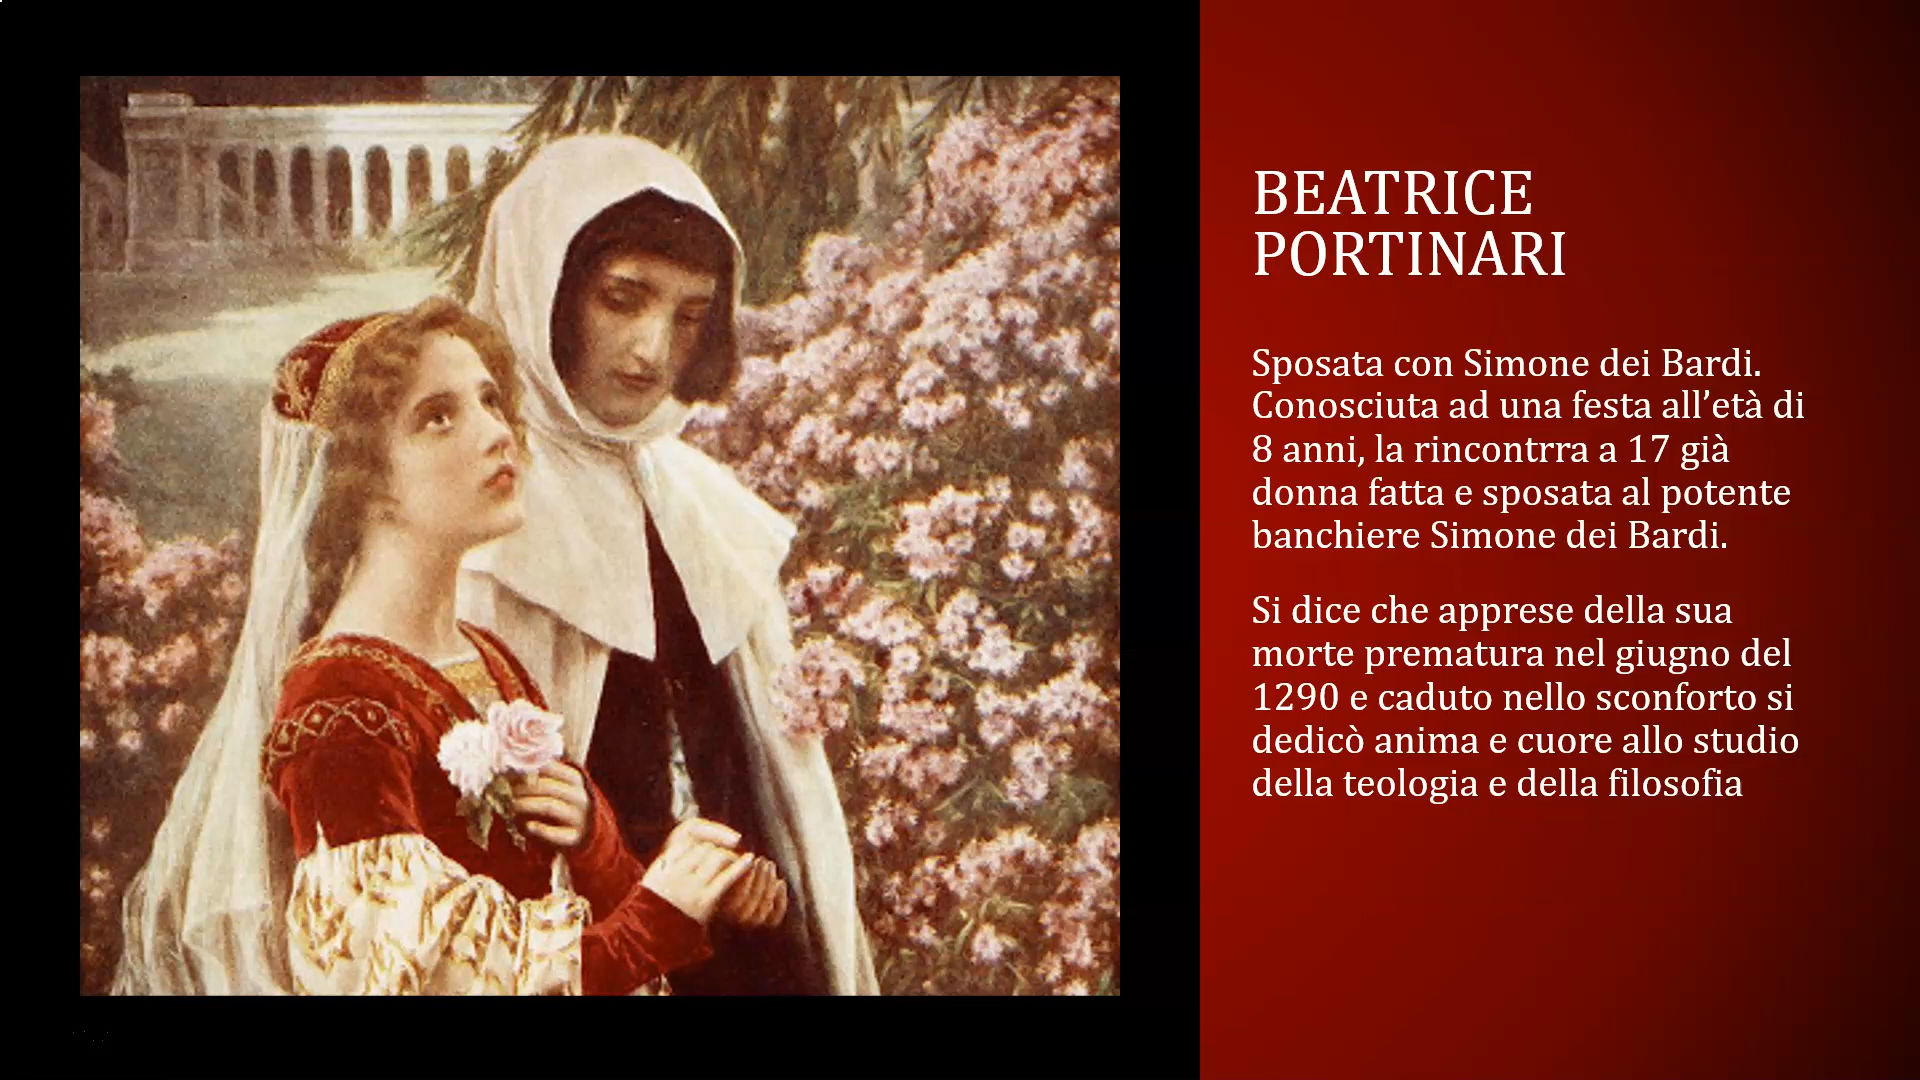 BEATRICE
PORTINARI
Sposata con Simone dei Bardi.
Conosciuta ad una festa all’età di
8 anni, la rincontrra a 17 già
donna fatta e sposata al potente
banchiere Simone dei Bardi.
Si dice che apprese della sua
morte prematura nel giugno del
1290 e caduto nello sconforto si
dedicò anima e cuore allo studio
della teologia e della filosofia